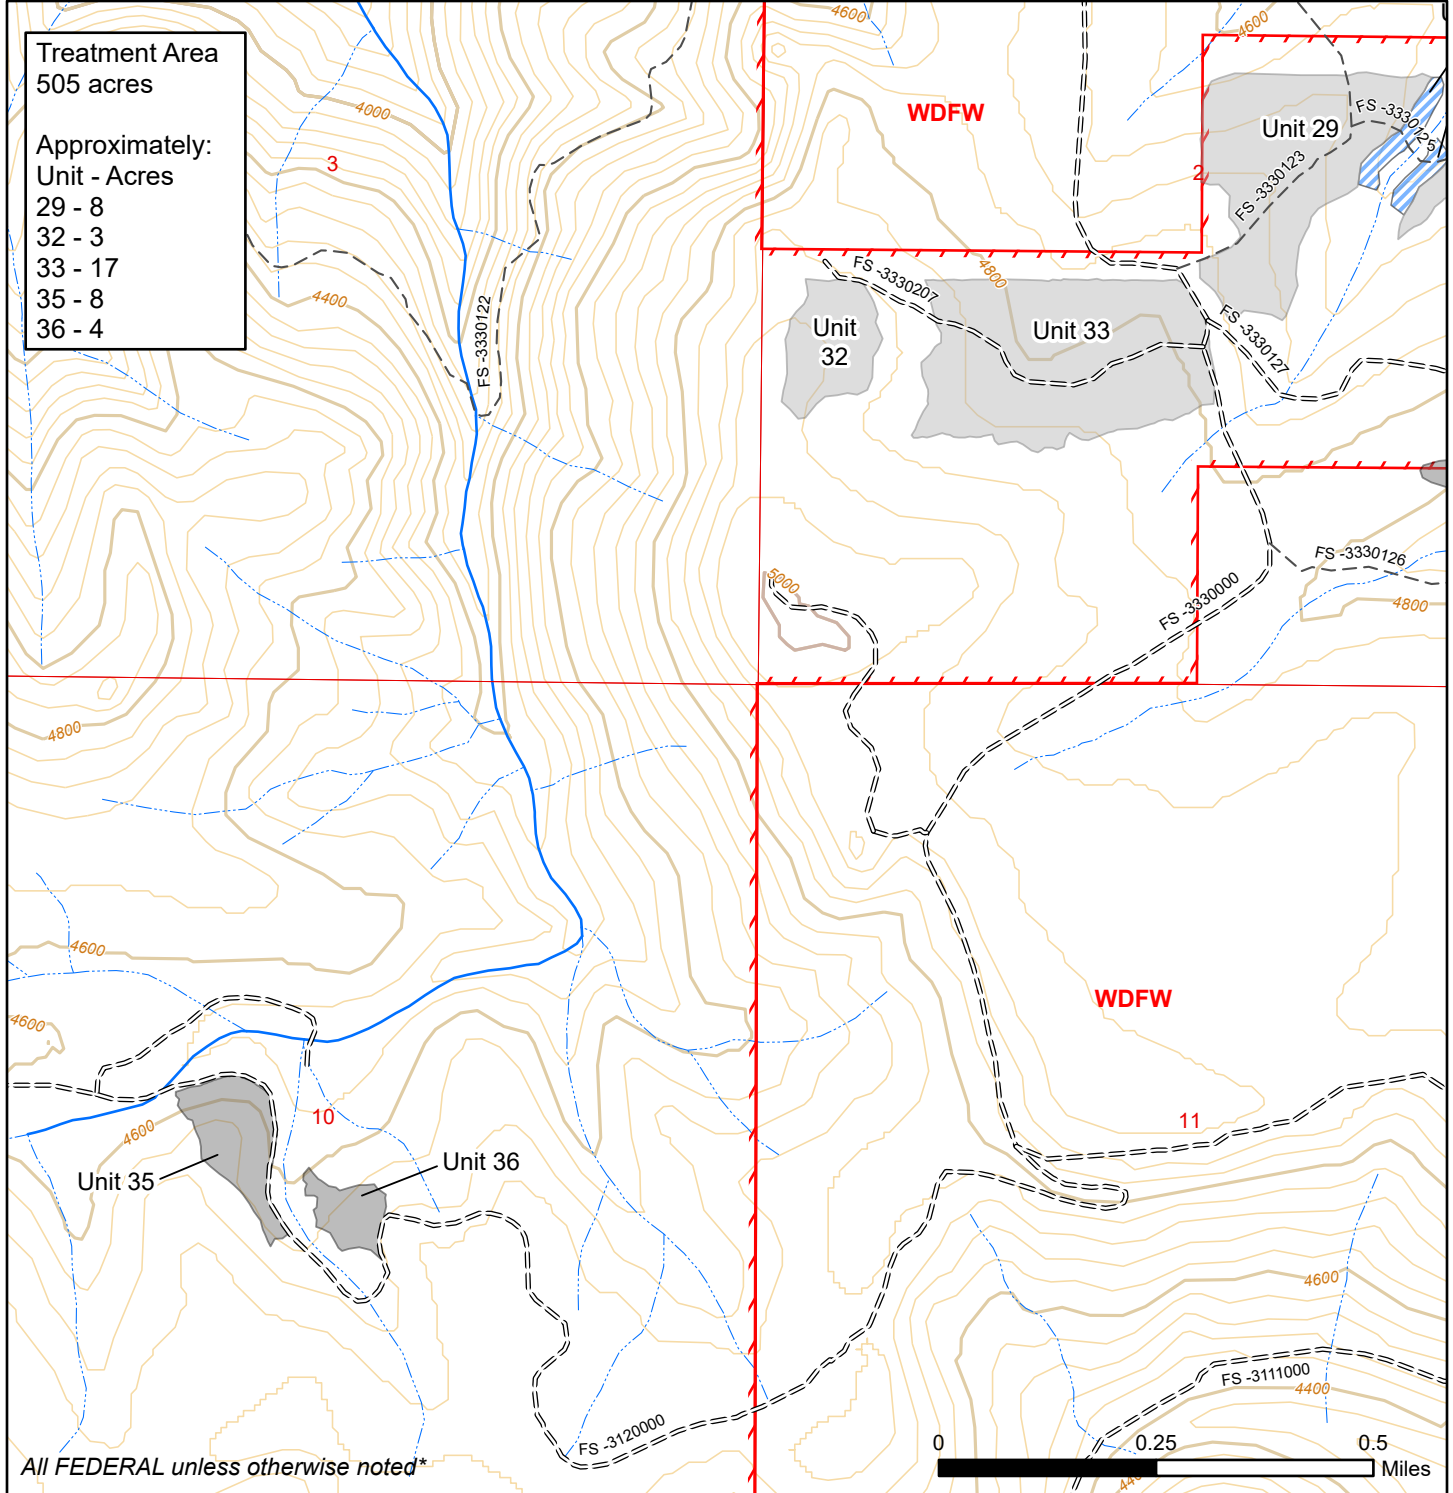 Treatment Area
505 acres
Approximately:
Unit - Acres
29 - 8
32 - 3
33 - 17
35 - 8
36 - 4
4600
4600
WDFW
4000
3
2
Unit 29
FS -3330125
FS -3330123
4800
FS -3330207
4400
FS -3330122
Unit
32
Unit 33
FS -3330127
5000
FS -3330126
FS -3330000
4800
4800
4600
4600
WDFW
10
11
4600
Unit 35
Unit 36
4600
FS -3111000
4400
FS -3120000
0
0.25
0.5
Miles
All FEDERAL unless otherwise noted*